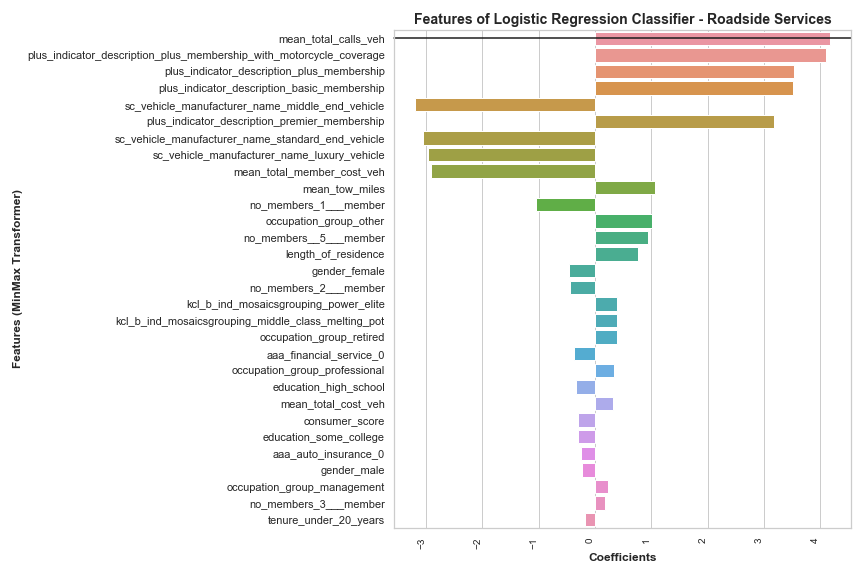 Features of Logistic Regression Classifier - Roadside Services
mean_total_calls_veh
plus_indicator_description_plus_membership_with_motorcycle_coverage
plus_indicator_description_plus_membership
plus_indicator_description_basic_membership
sc_vehicle_manufacturer_name_middle_end_vehicle
plus_indicator_description_premier_membership
sc_vehicle_manufacturer_name_standard_end_vehicle
sc_vehicle_manufacturer_name_luxury_vehicle
mean_total_member_cost_veh
mean_tow_miles
no_members_1___member
occupation_group_other
no_members__5___member
length_of_residence
gender_female
no_members_2___member
kcl_b_ind_mosaicsgrouping_power_elite
kcl_b_ind_mosaicsgrouping_middle_class_melting_pot
occupation_group_retired
aaa_financial_service_0
occupation_group_professional
education_high_school
mean_total_cost_veh
consumer_score
education_some_college
aaa_auto_insurance_0
gender_male
occupation_group_management
no_members_3___member
tenure_under_20_years
Features (MinMax Transformer)
−3
−2
−1
0
1
2
3
4
Coefficients